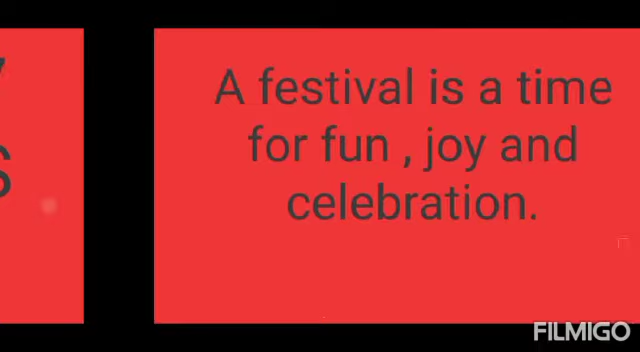 A festival is a time
for fun , joy and
celebration.
FILMIGO